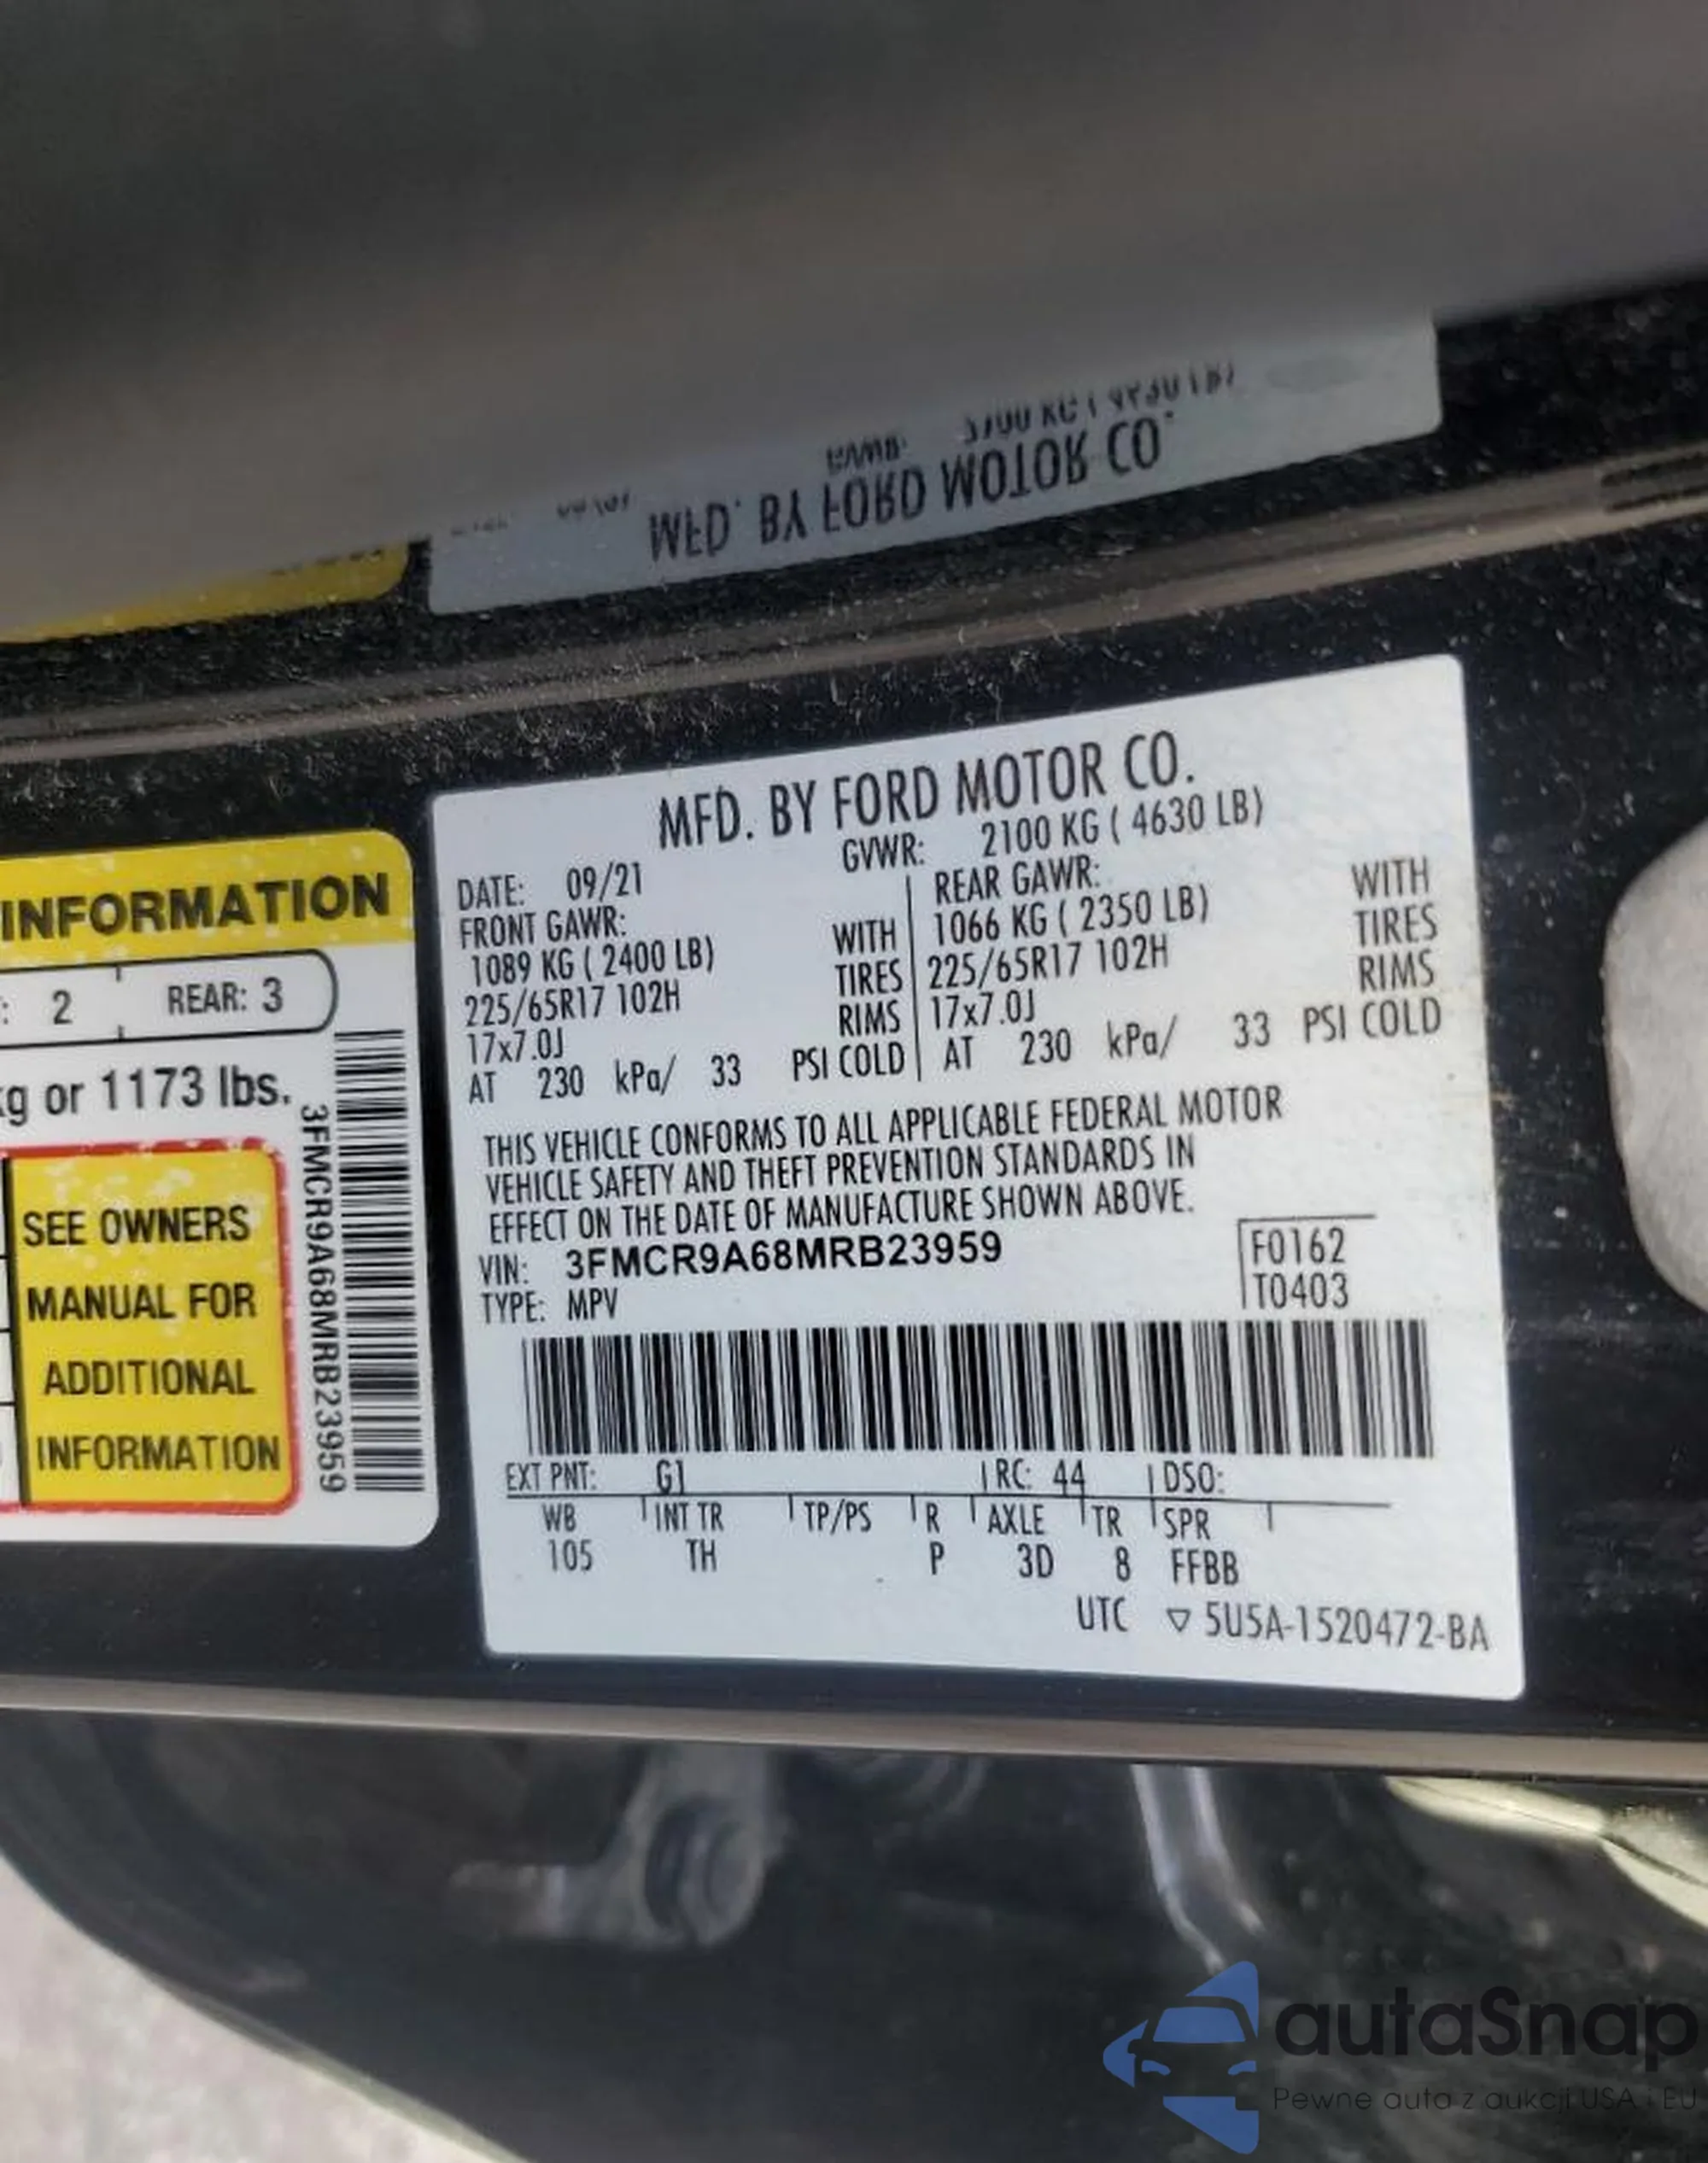 MFD. BY FORD MOTOR CO.
INFORMATION
: 2 REAR: 3
kg or 1173 lbs.
SEE OWNERS
MANUAL FOR
ADDITIONAL
INFORMATION
3FMCR9A68MRB23959
MFD. BY FORD MOTOR CO.
DATE: 09/21 GVWR: 2100 KG ( 4630 LB)
FRONT GAWR: REAR GAWR:
1089 KG ( 2400 LB) WITH 1066 KG ( 2350 LB) WITH
225/65R17 102H TIRES 225/65R17 102H TIRES
17x7.0J RIMS 17x7.0J RIMS
AT 230 kPa/ 33 PSI COLD AT 230 kPa/ 33 PSI COLD
THIS VEHICLE CONFORMS TO ALL APPLICABLE FEDERAL MOTOR
VEHICLE SAFETY AND THEFT PREVENTION STANDARDS IN
EFFECT ON THE DATE OF MANUFACTURE SHOWN ABOVE.
VIN: 3FMCR9A68MRB23959 F0162
TYPE: MPV T0403
EXT PNT: G1 RC: 44 DSO:
WB INT TR TP/PS R AXLE TR SPR
105 TH P 3D 8 FFBB
UTC ▽ 5U5A-1520472-BA
autaSnap
Pewne auta z aukcji USA i EU